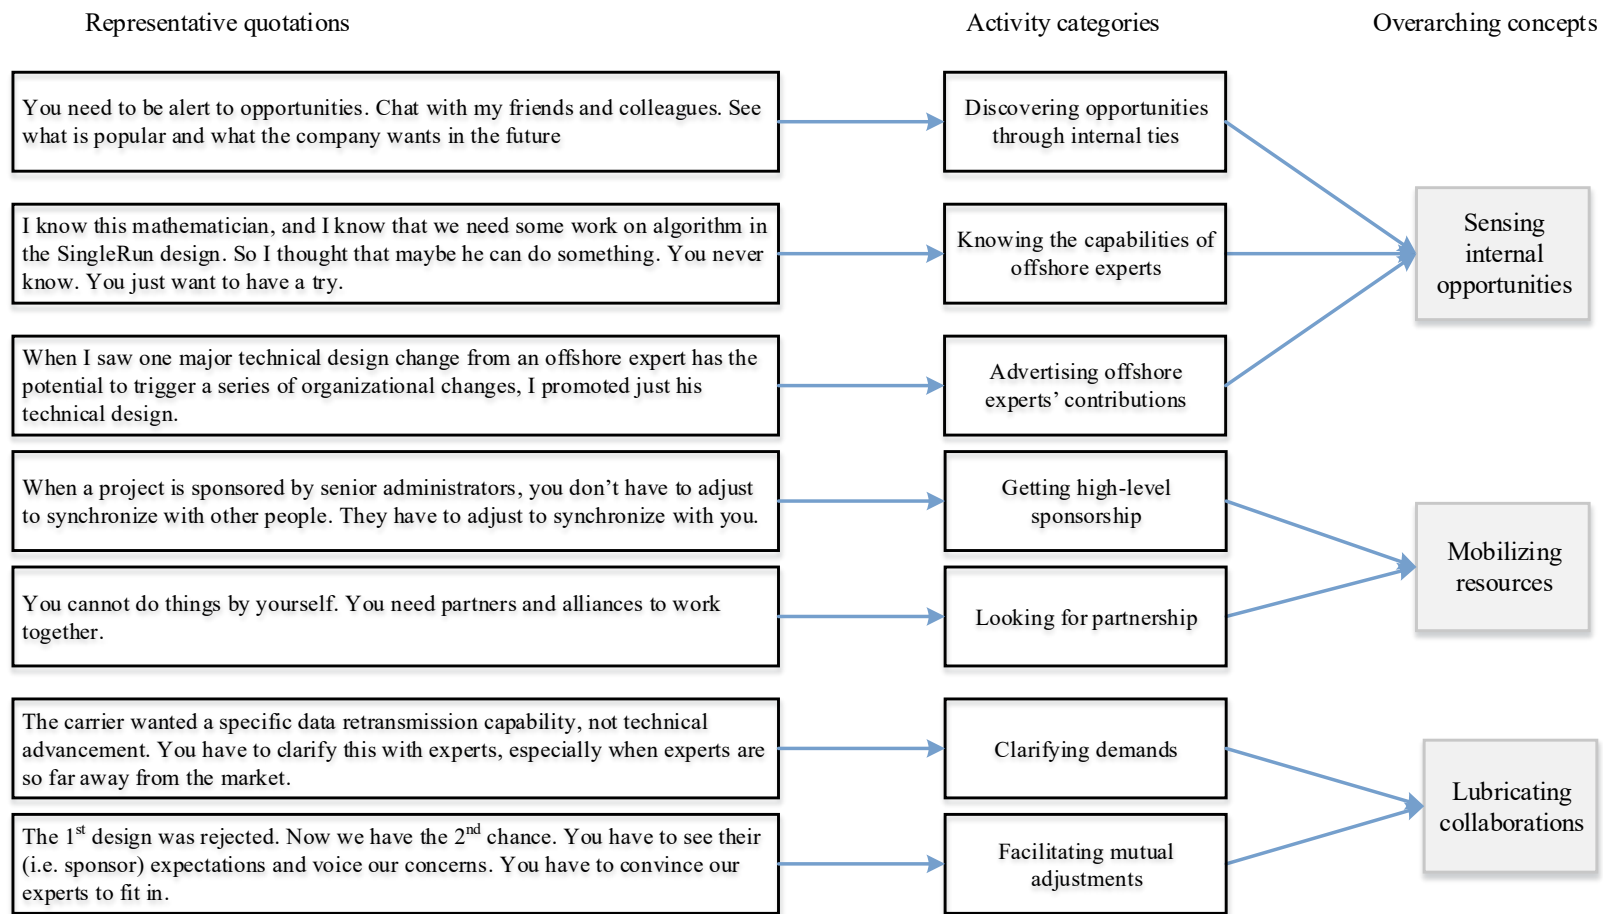 Representative quotations
Activity categories
Overarching concepts
You need to be alert to opportunities. Chat with my friends and colleagues. See
what is popular and what the company wants in the future
Discovering opportunities
through internal ties
I know this mathematician, and I know that we need some work on algorithm in
the SingleRun design. So I thought that maybe he can do something. You never
know. You just want to have a try.
Knowing the capabilities of
offshore experts
Sensing
internal
opportunities
When I saw one major technical design change from an offshore expert has the
potential to trigger a series of organizational changes, I promoted just his
technical design.
Advertising offshore
experts’ contributions
When a project is sponsored by senior administrators, you don’t have to adjust
to synchronize with other people. They have to adjust to synchronize with you.
Getting high-level
sponsorship
Mobilizing
resources
You cannot do things by yourself. You need partners and alliances to work
together.
Looking for partnership
The carrier wanted a specific data retransmission capability, not technical
advancement. You have to clarify this with experts, especially when experts are
so far away from the market.
Clarifying demands
Lubricating
collaborations
The 1st design was rejected. Now we have the 2nd chance. You have to see their
(i.e. sponsor) expectations and voice our concerns. You have to convince our
experts to fit in.
Facilitating mutual
adjustments